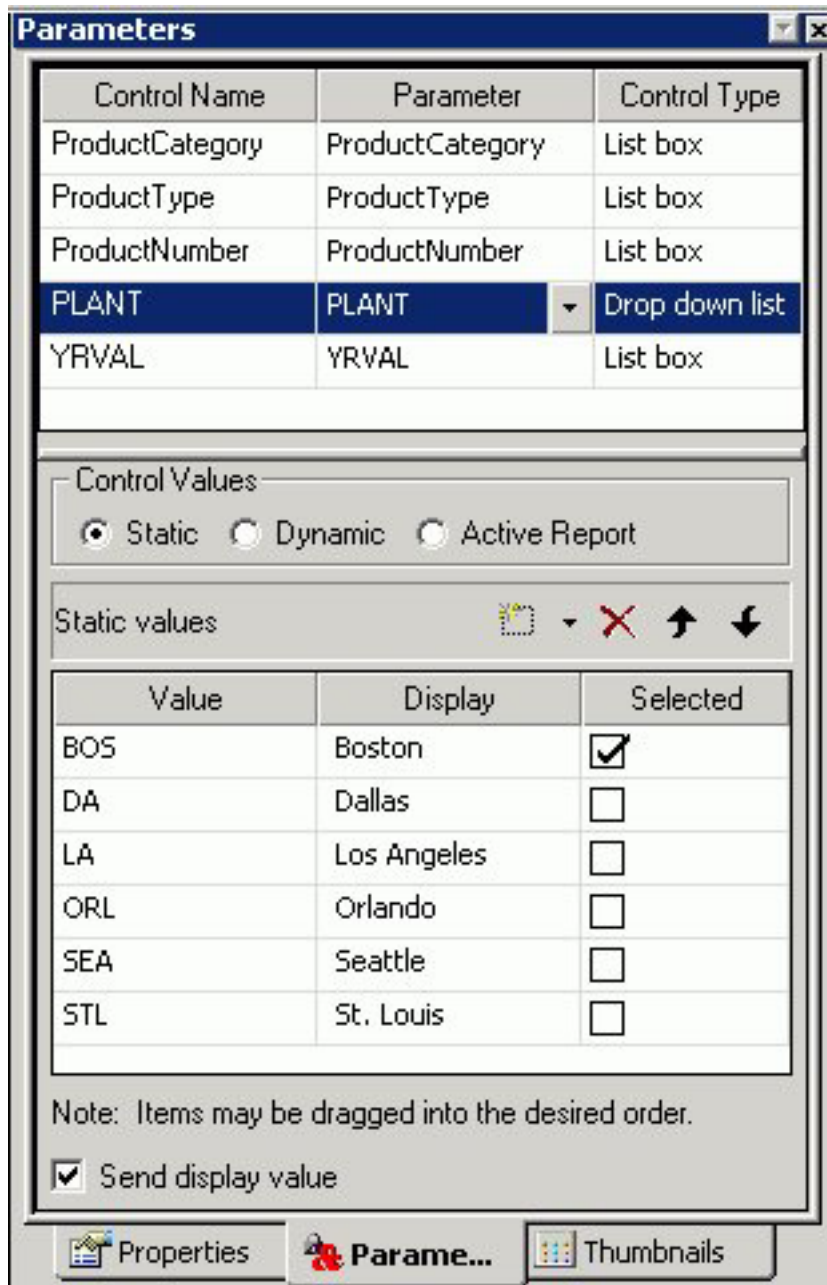 Parameters
Control Name Parameter Control Type
ProductCategory ProductCategory List box
ProductType ProductType List box
ProductNumber ProductNumber List box
PLANT PLANT Drop down list
YRVAL YRVAL List box
Control Values
Static Dynamic Active Report
Static values
Value Display Selected
BOS Boston
DA Dallas
LA Los Angeles
ORL Orlando
SEA Seattle
STL St. Louis
Note: Items may be dragged into the desired order.
Send display value
Properties Parame... Thumbnails